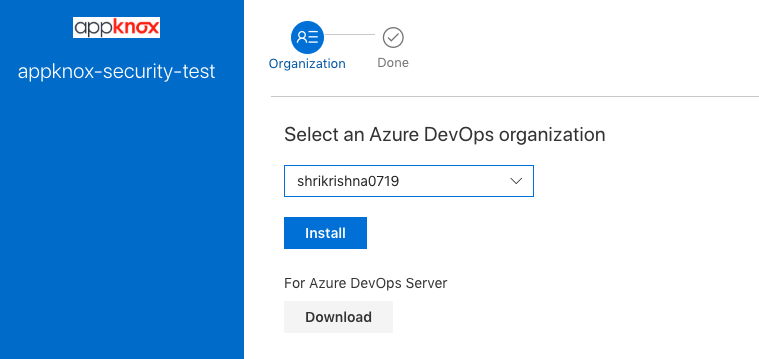 appknox
appknox-security-test
Organization
Done
Select an Azure DevOps organization
shrikrishna0719
Install
For Azure DevOps Server
Download